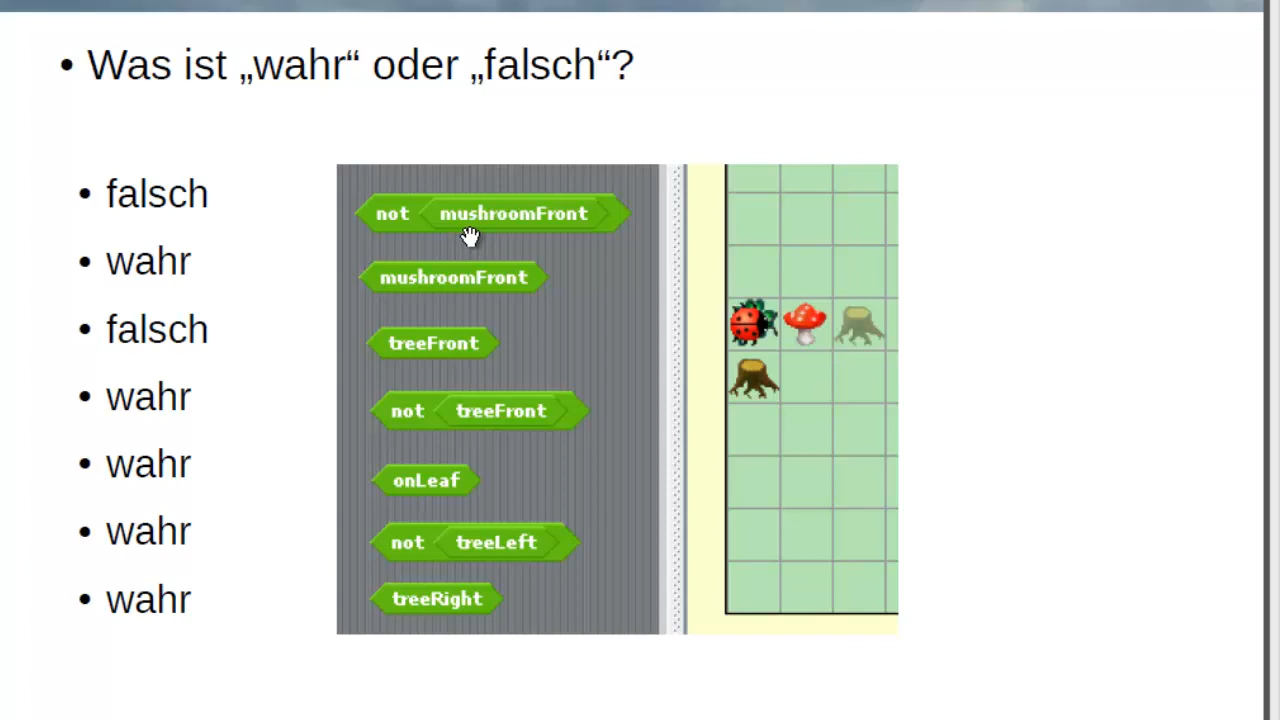 • Was ist „wahr“ oder „falsch“?
• falsch
not mushroomFront
• wahr
mushroomFront
• falsch
treeFront
• wahr
not treeFront
• wahr
onLeaf
• wahr
not treeLeft
• wahr
treeRight